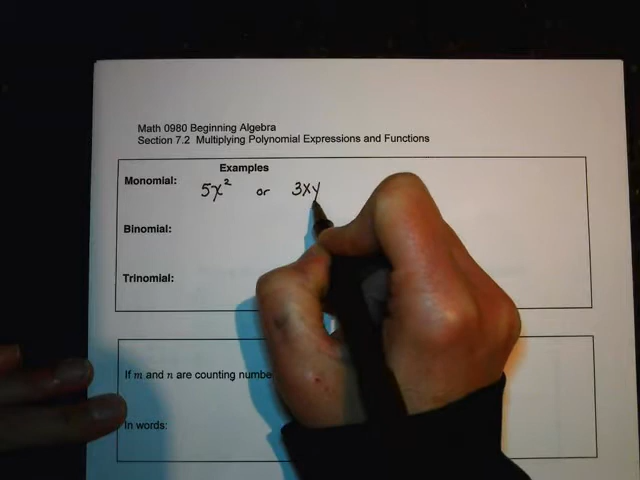 Math 0980 Beginning Algebra
Section 7.2 Multiplying Polynomial Expressions and Functions
Examples
Monomial: 5x² or 3xy
Binomial:
Trinomial:
If m and n are counting numbe
In words: